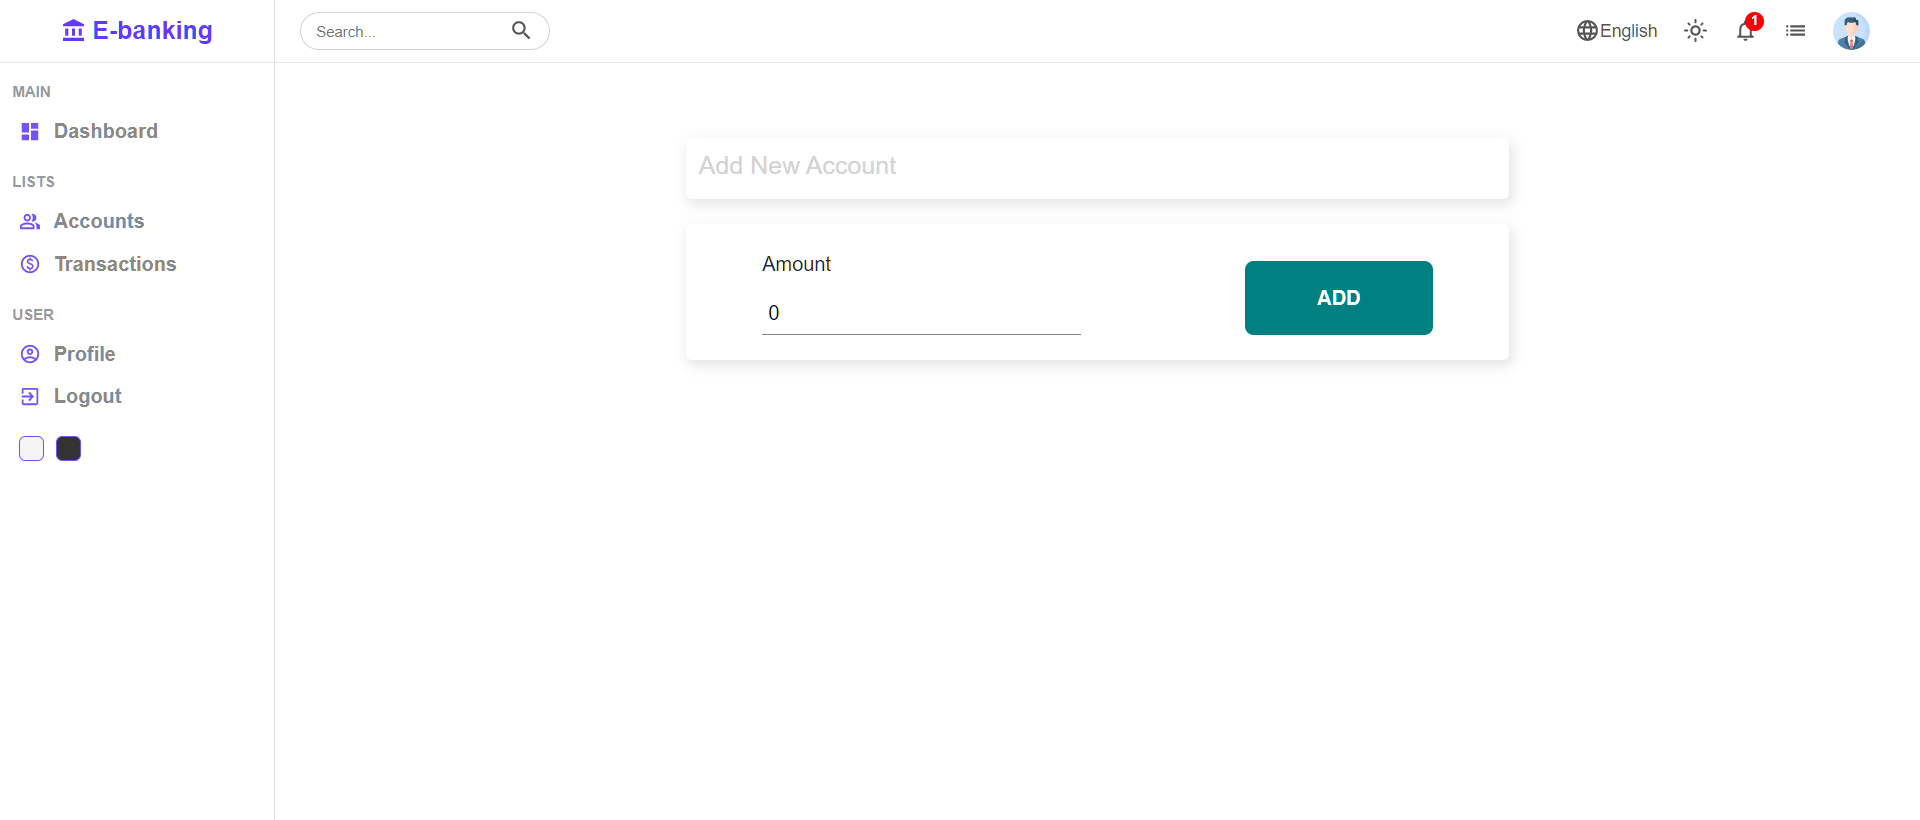 E-banking
Search...
English
1
MAIN
Dashboard
LISTS
Accounts
Transactions
USER
Profile
Logout
Add New Account
Amount
0
ADD